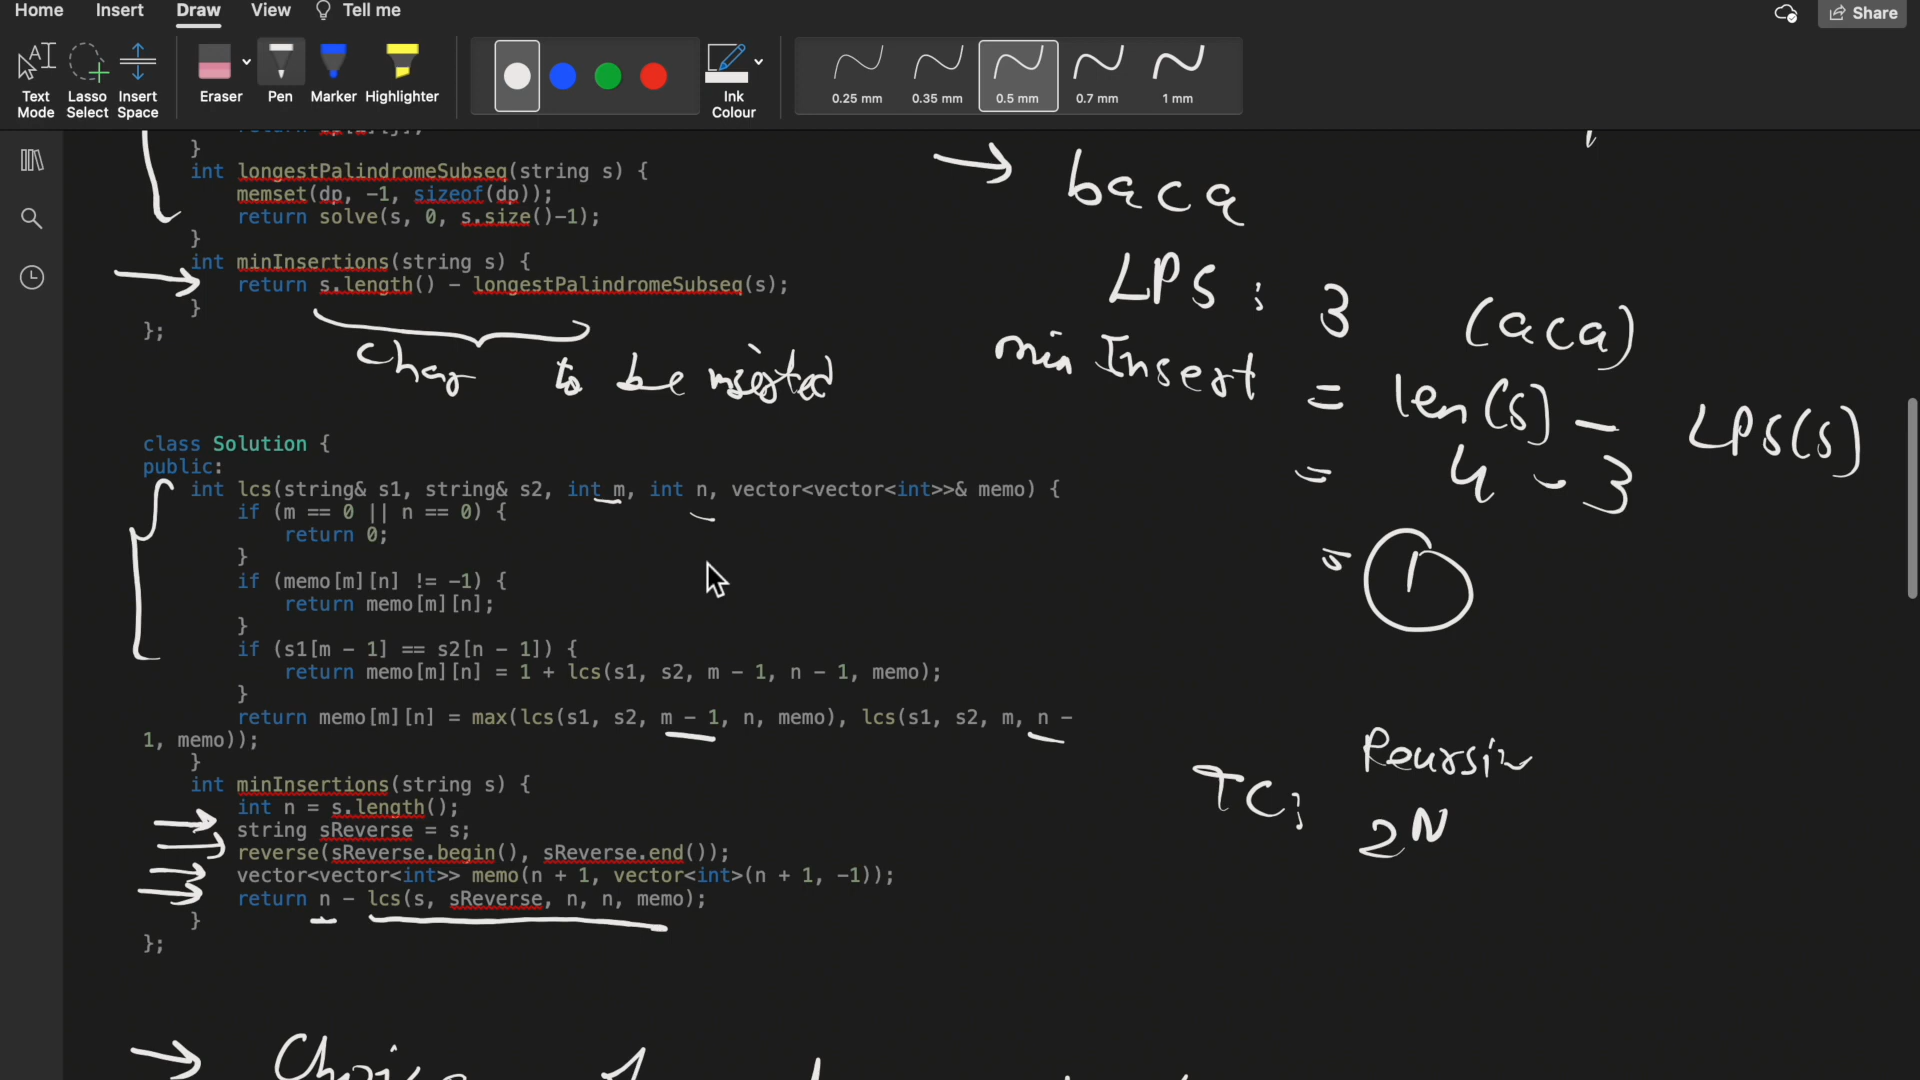 Home Insert Draw View Tell me Share
Text Mode Lasso Select Insert Space Eraser Pen Marker Highlighter Ink Colour 0.25 mm 0.35 mm 0.5 mm 0.7 mm 1 mm
}
int longestPalindromeSubseq(string s) {
memset(dp, -1, sizeof(dp));
return solve(s, 0, s.size()-1);
}
int minInsertions(string s) {
return s.length() - longestPalindromeSubseq(s);
}
};
char to be inserted
baca
LPS : 3 (aca)
min Insert = len(s) - LPS(s)
= 4 - 3
= 1
class Solution {
public:
int lcs(string& s1, string& s2, int m, int n, vector<vector<int>>& memo) {
if (m == 0 || n == 0) {
return 0;
}
if (memo[m][n] != -1) {
return memo[m][n];
}
if (s1[m - 1] == s2[n - 1]) {
return memo[m][n] = 1 + lcs(s1, s2, m - 1, n - 1, memo);
}
return memo[m][n] = max(lcs(s1, s2, m - 1, n, memo), lcs(s1, s2, m, n -
1, memo));
}
int minInsertions(string s) {
int n = s.length();
string sReverse = s;
reverse(sReverse.begin(), sReverse.end());
vector<vector<int>> memo(n + 1, vector<int>(n + 1, -1));
return n - lcs(s, sReverse, n, n, memo);
}
};
TC:
2^N